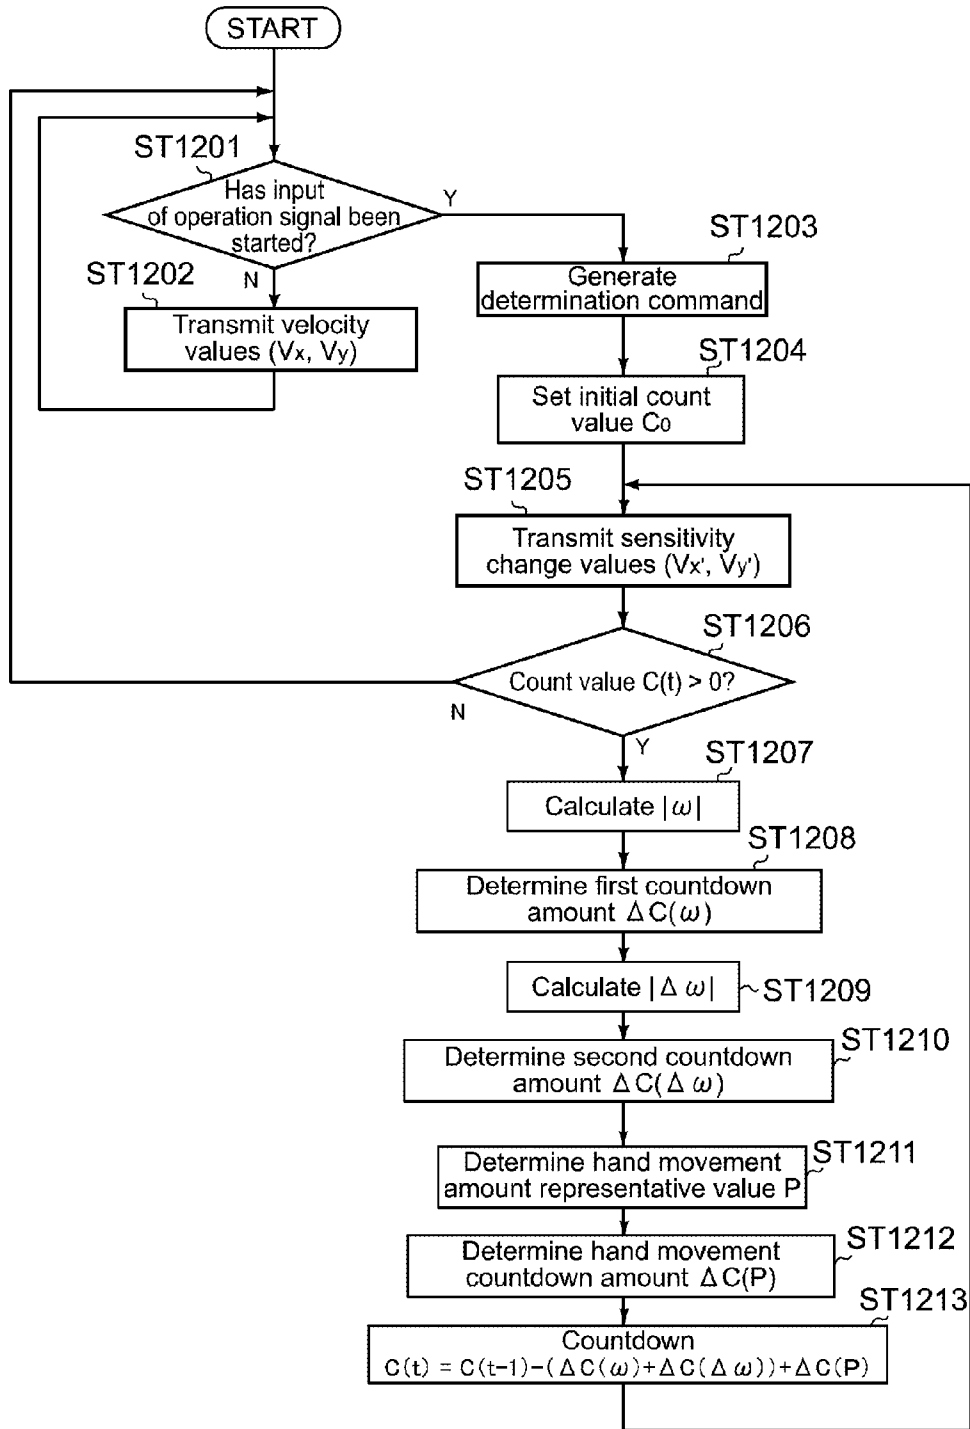 START
ST1201
Has input
of operation signal been
started?
Y
N
ST1202
Transmit velocity
values (Vx, Vy)
ST1203
Generate
determination command
ST1204
Set initial count
value C0
ST1205
Transmit sensitivity
change values (Vx', Vy')
ST1206
Count value C(t) > 0?
N
Y
ST1207
Calculate |ω|
ST1208
Determine first countdown
amount ΔC(ω)
Calculate |Δω|
ST1209
ST1210
Determine second countdown
amount ΔC(Δω)
ST1211
Determine hand movement
amount representative value P
ST1212
Determine hand movement
countdown amount ΔC(P)
ST1213
Countdown
C(t) = C(t-1)-(ΔC(ω)+ΔC(Δω))+ΔC(P)